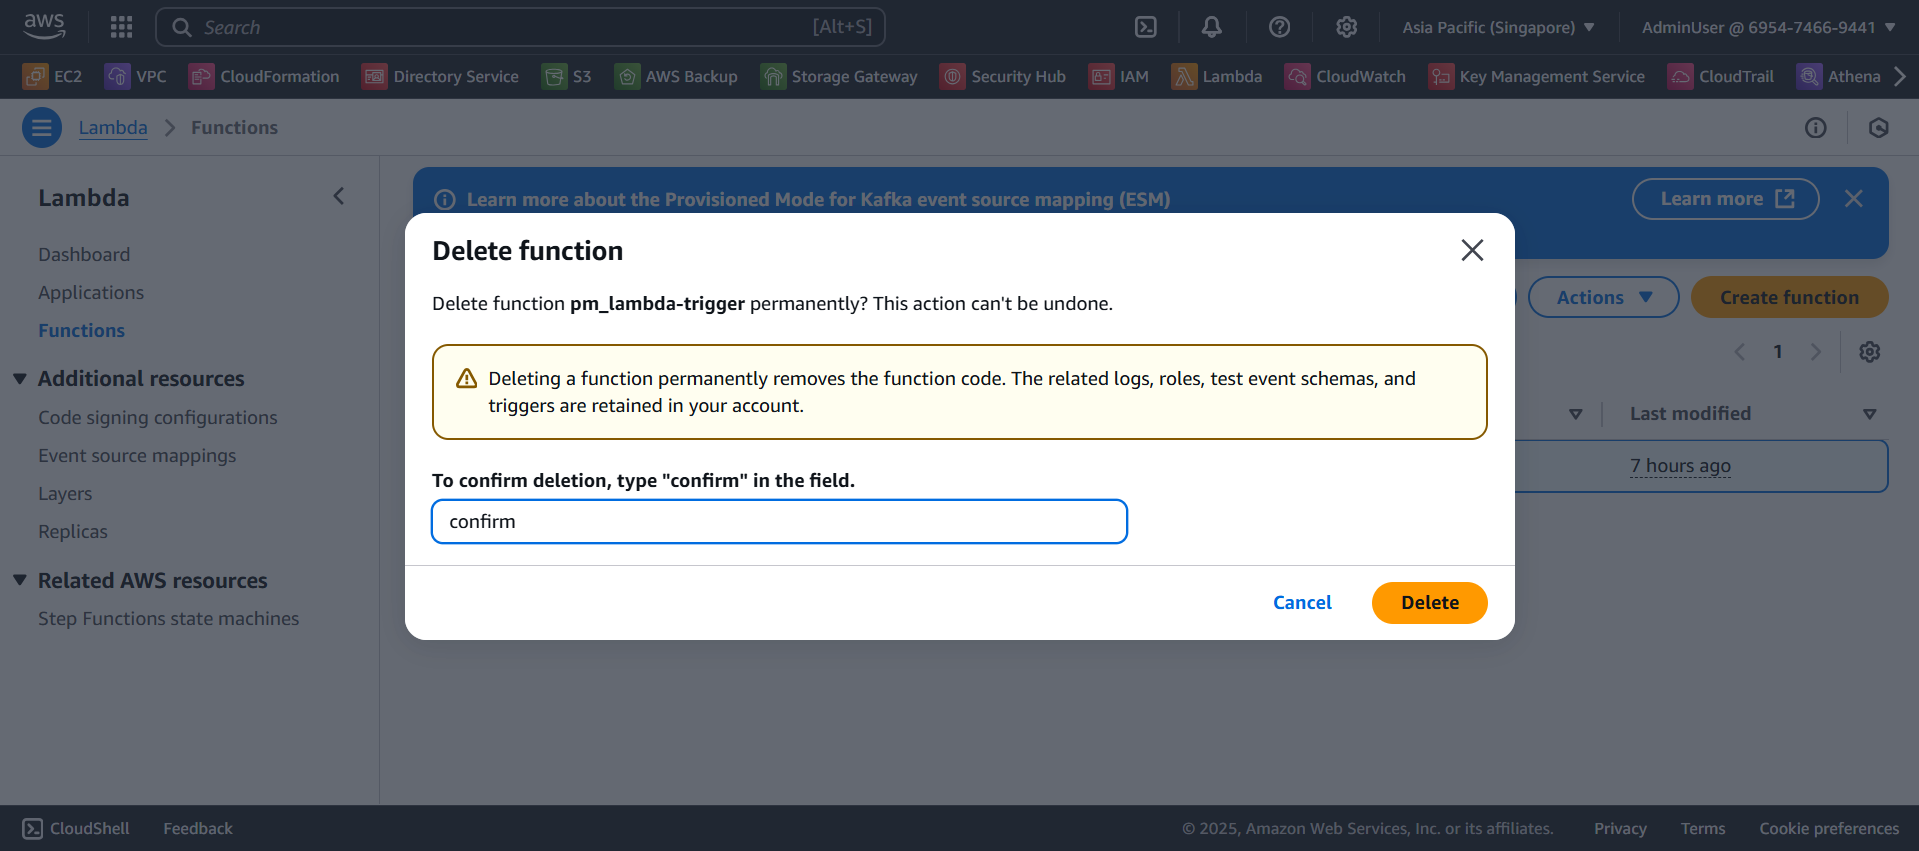 aws
Search
[Alt+S]
Asia Pacific (Singapore)
AdminUser @ 6954-7466-9441
EC2
VPC
CloudFormation
Directory Service
S3
AWS Backup
Storage Gateway
Security Hub
IAM
Lambda
CloudWatch
Key Management Service
CloudTrail
Athena
Lambda
Functions
Lambda
Dashboard
Applications
Functions
Additional resources
Code signing configurations
Event source mappings
Layers
Replicas
Related AWS resources
Step Functions state machines
Learn more about the Provisioned Mode for Kafka event source mapping (ESM)
Learn more
Actions
Create function
1
Last modified
7 hours ago
Delete function
Delete function pm_lambda-trigger permanently? This action can't be undone.
Deleting a function permanently removes the function code. The related logs, roles, test event schemas, and
triggers are retained in your account.
To confirm deletion, type "confirm" in the field.
confirm
Cancel
Delete
CloudShell
Feedback
© 2025, Amazon Web Services, Inc. or its affiliates.
Privacy
Terms
Cookie preferences